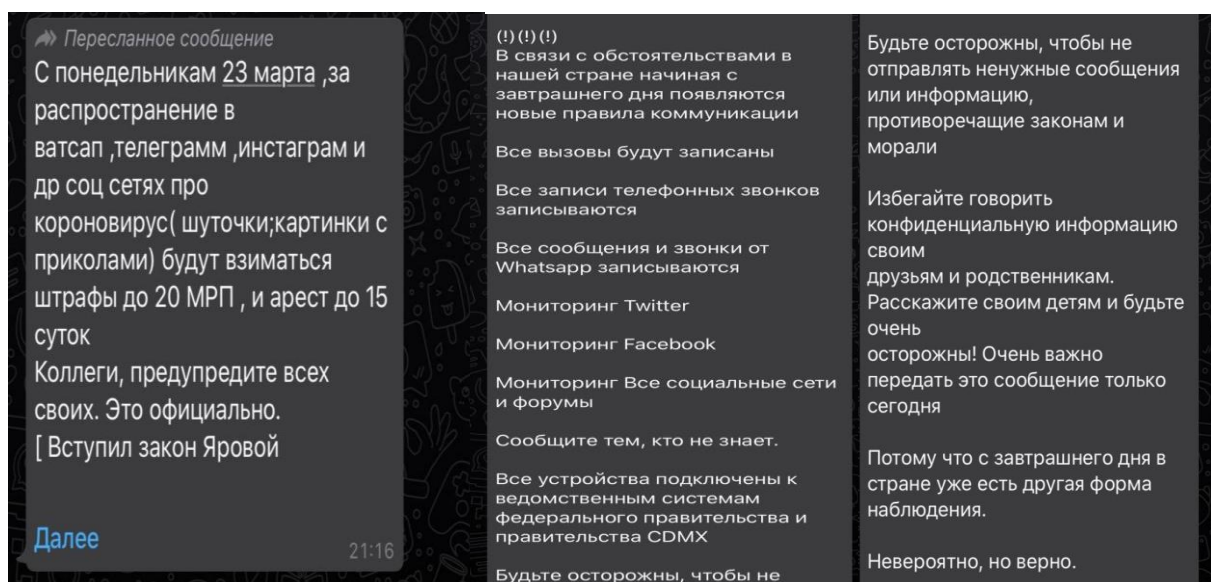 Пересланное сообщение
С понедельникам 23 марта ,за
распространение в
ватсап ,телеграмм ,инстаграм и
др соц сетях про
короновирус( шуточки;картинки с
приколами) будут взиматься
штрафы до 20 МРП , и арест до 15
суток
Коллеги, предупредите всех
своих. Это официально.
[ Вступил закон Яровой
Далее
21:16
(!)(!)(!)
В связи с обстоятельствами в
нашей стране начиная с
завтрашнего дня появляются
новые правила коммуникации
Все вызовы будут записаны
Все записи телефонных звонков
записываются
Все сообщения и звонки от
Whatsapp записываются
Мониторинг Twitter
Мониторинг Facebook
Мониторинг Все социальные сети
и форумы
Сообщите тем, кто не знает.
Все устройства подключены к
ведомственным системам
федерального правительства и
правительства CDMX
Будьте осторожны, чтобы не
Будьте осторожны, чтобы не
отправлять ненужные сообщения
или информацию,
противоречащие законам и
морали
Избегайте говорить
конфиденциальную информацию
своим
друзьям и родственникам.
Расскажите своим детям и будьте
очень
осторожны! Очень важно
передать это сообщение только
сегодня
Потому что с завтрашнего дня в
стране уже есть другая форма
наблюдения.
Невероятно, но верно.